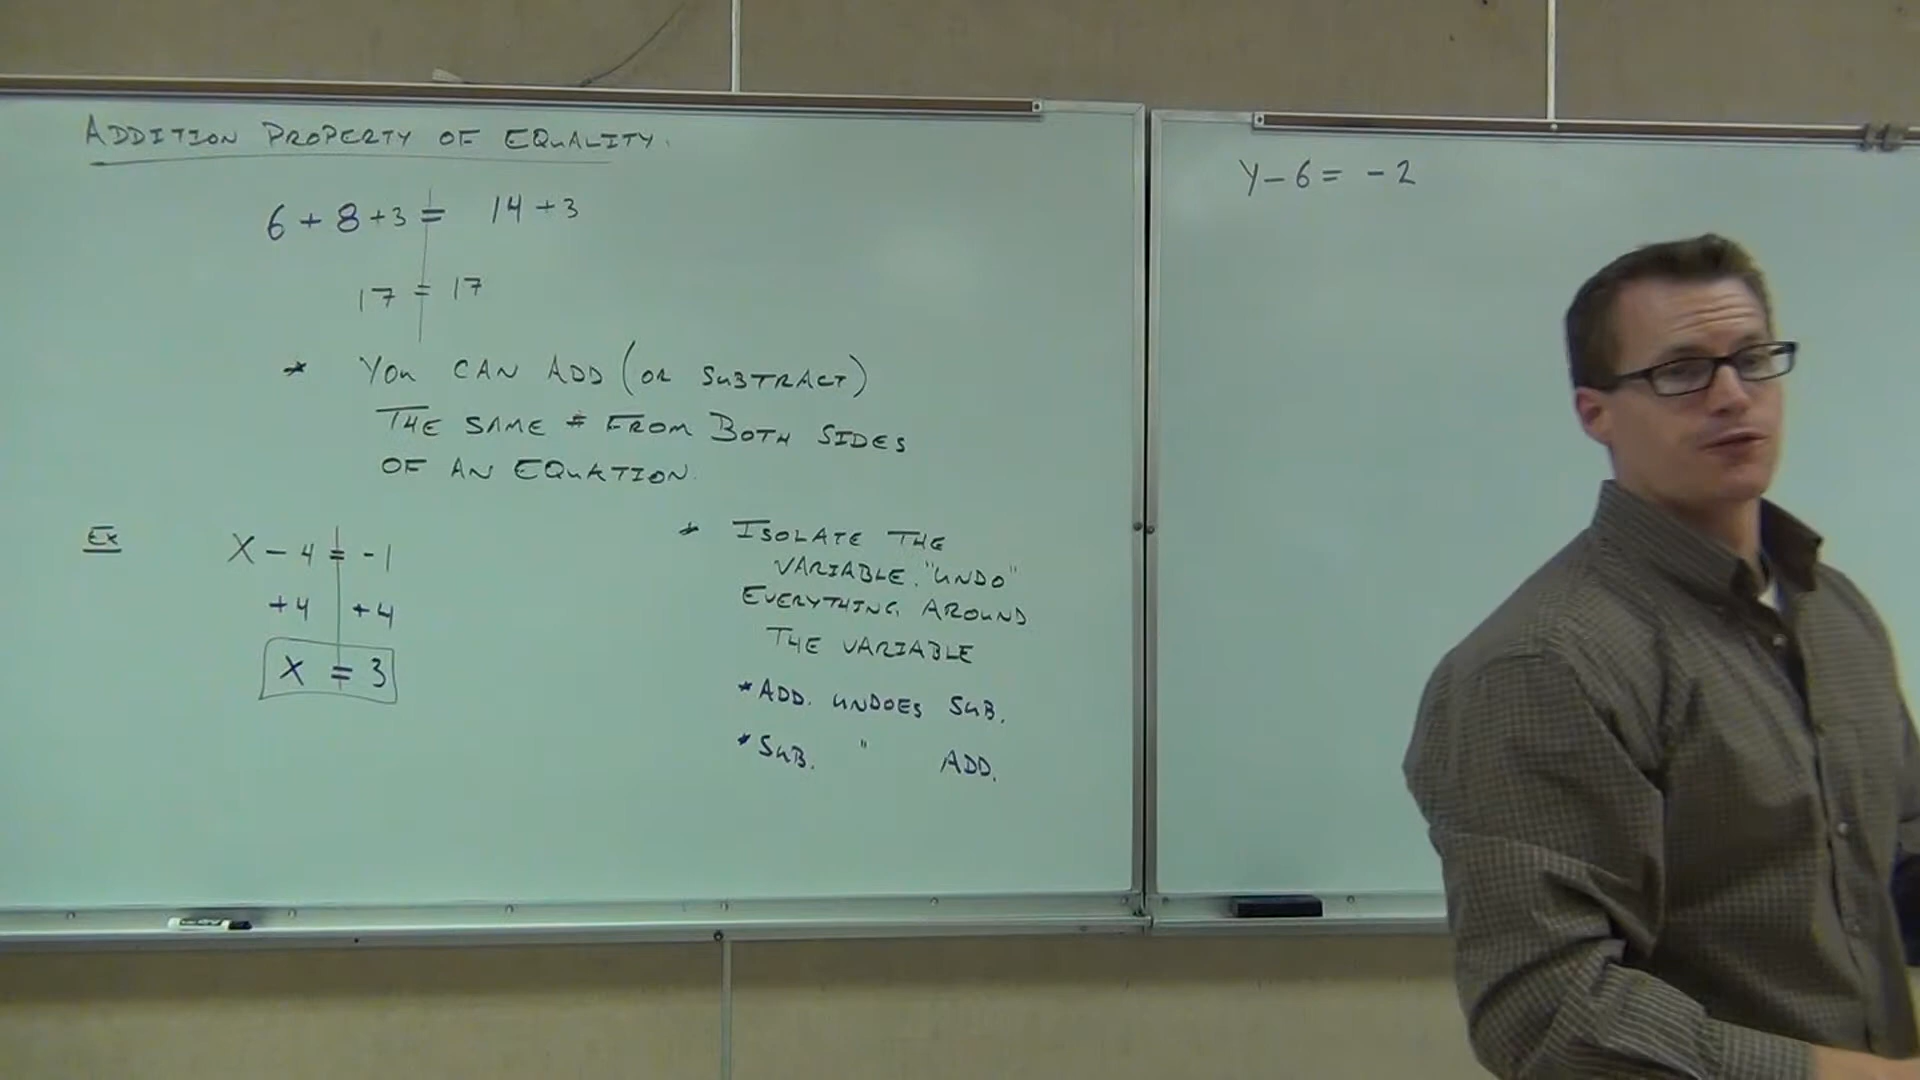 ADDITION PROPERTY OF EQUALITY.
6 + 8 + 3 = 14 + 3
17 = 17
* YOU CAN ADD (OR SUBTRACT)
THE SAME # FROM BOTH SIDES
OF AN EQUATION.
EX
X - 4 = -1
+4 +4
X = 3
* ISOLATE THE
VARIABLE. "UNDO"
EVERYTHING AROUND
THE VARIABLE
* ADD. UNDOES SUB.
* SUB. " ADD.
Y - 6 = -2